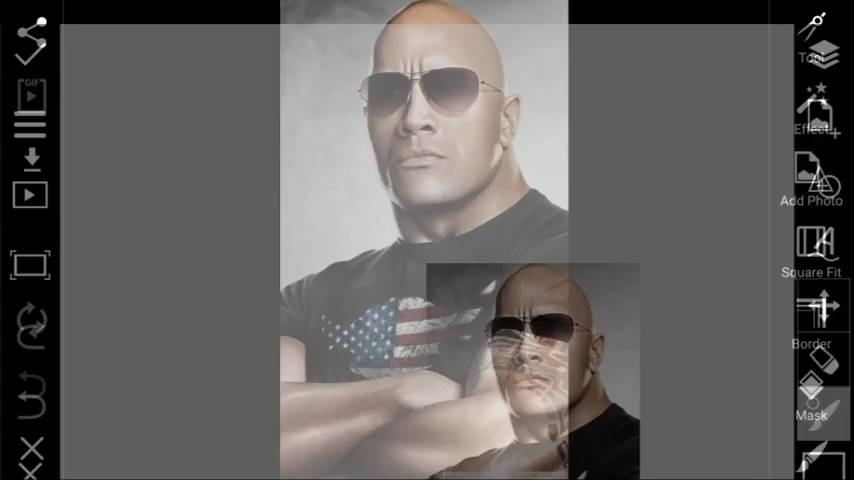 GIF
Tool
Effect
Add Photo
Square Fit
Border
Mask